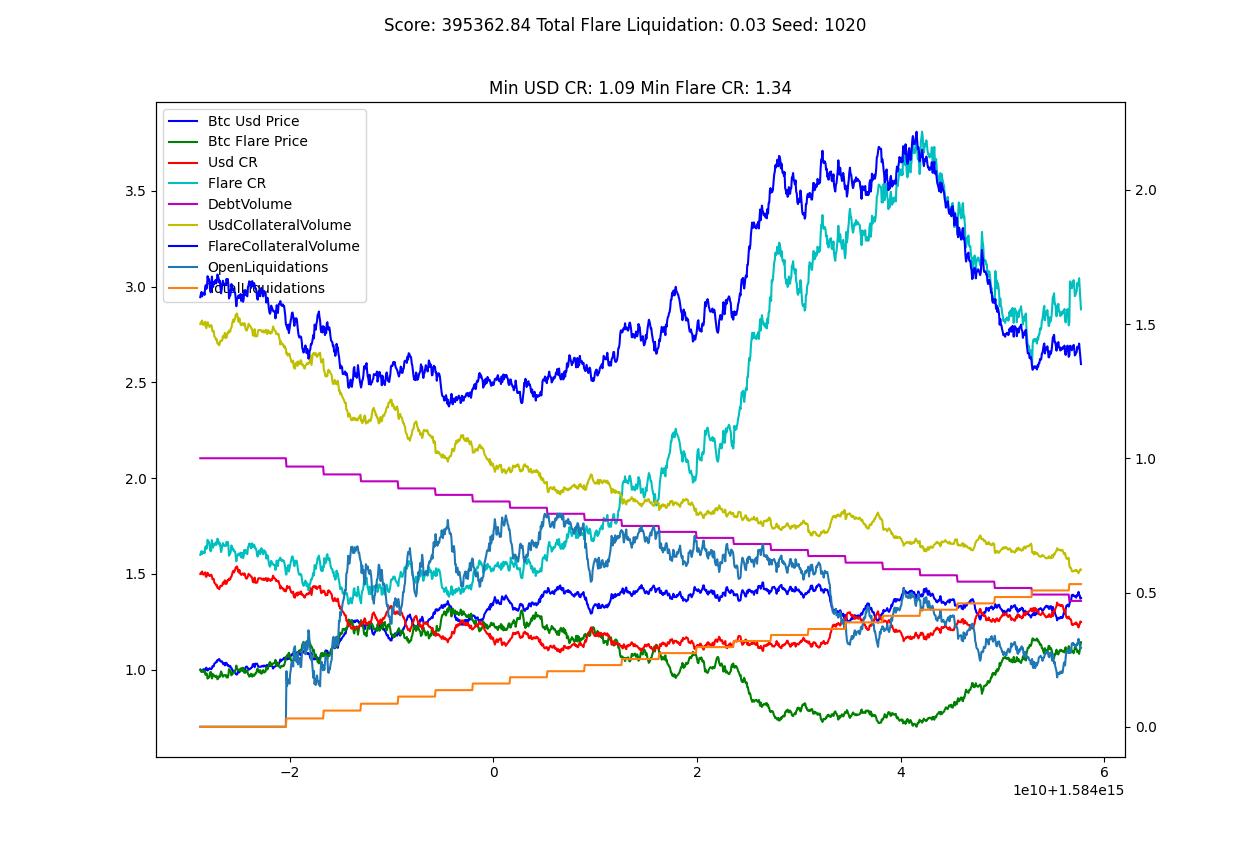 Score: 395362.84 Total Flare Liquidation: 0.03 Seed: 1020
Min USD CR: 1.09 Min Flare CR: 1.34
Btc Usd Price
Btc Flare Price
Usd CR
Flare CR
DebtVolume
UsdCollateralVolume
FlareCollateralVolume
OpenLiquidations
TotalLiquidations
3.5
3.0
2.5
2.0
1.5
1.0
2.0
1.5
1.0
0.5
0.0
−2
0
2
4
6
1e10+1.584e15